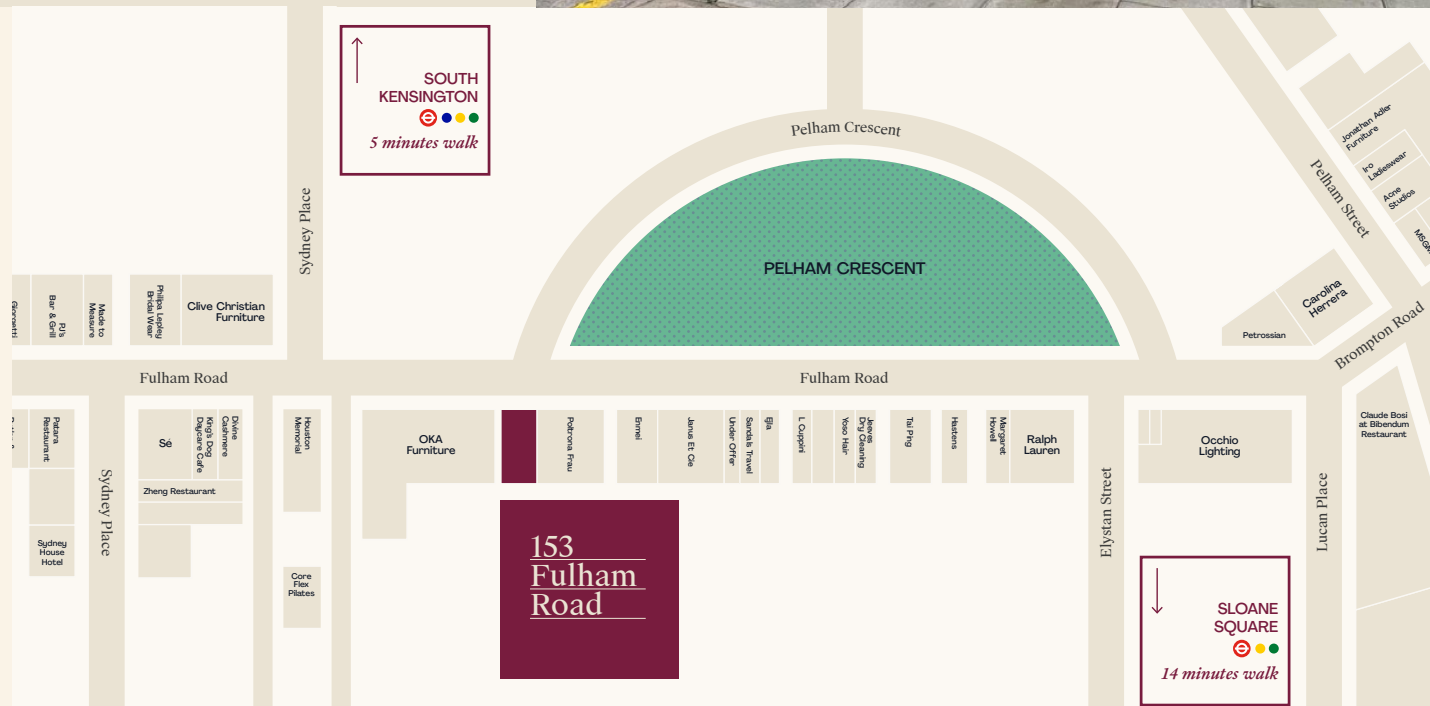 SOUTH
KENSINGTON
5 minutes walk
Pelham Crescent
PELHAM CRESCENT
Sydney Place
Pelham Street
Jonathan Adler
Furniture
Iro
Ladieswear
Acne
Studios
MSGM
Carolina
Herrera
Petrossian
Brompton Road
Giorgetti
PJ's
Bar & Grill
Made to
Measure
Philipa Lepley
Bridal Wear
Clive Christian
Furniture
Fulham Road
Fulham Road
Patara
Restaurant
Sydney
House
Hotel
Sydney Place
Sé
King's Dog
Daycare Cafe
Divine
Cashmere
Zheng Restaurant
Houston
Memorial
Core
Flex
Pilates
OKA
Furniture
Poltrona Frau
Enmei
Janus Et Cie
Under Offer
Sandals Travel
Ejia
L Cuppini
Yoso Hair
Jeeves
Dry Cleaning
Tai Ping
Hastens
Margaret
Howell
Ralph
Lauren
Elystan Street
Occhio
Lighting
Lucan Place
Claude Bosi
at Bibendum
Restaurant
153
Fulham
Road
SLOANE
SQUARE
14 minutes walk